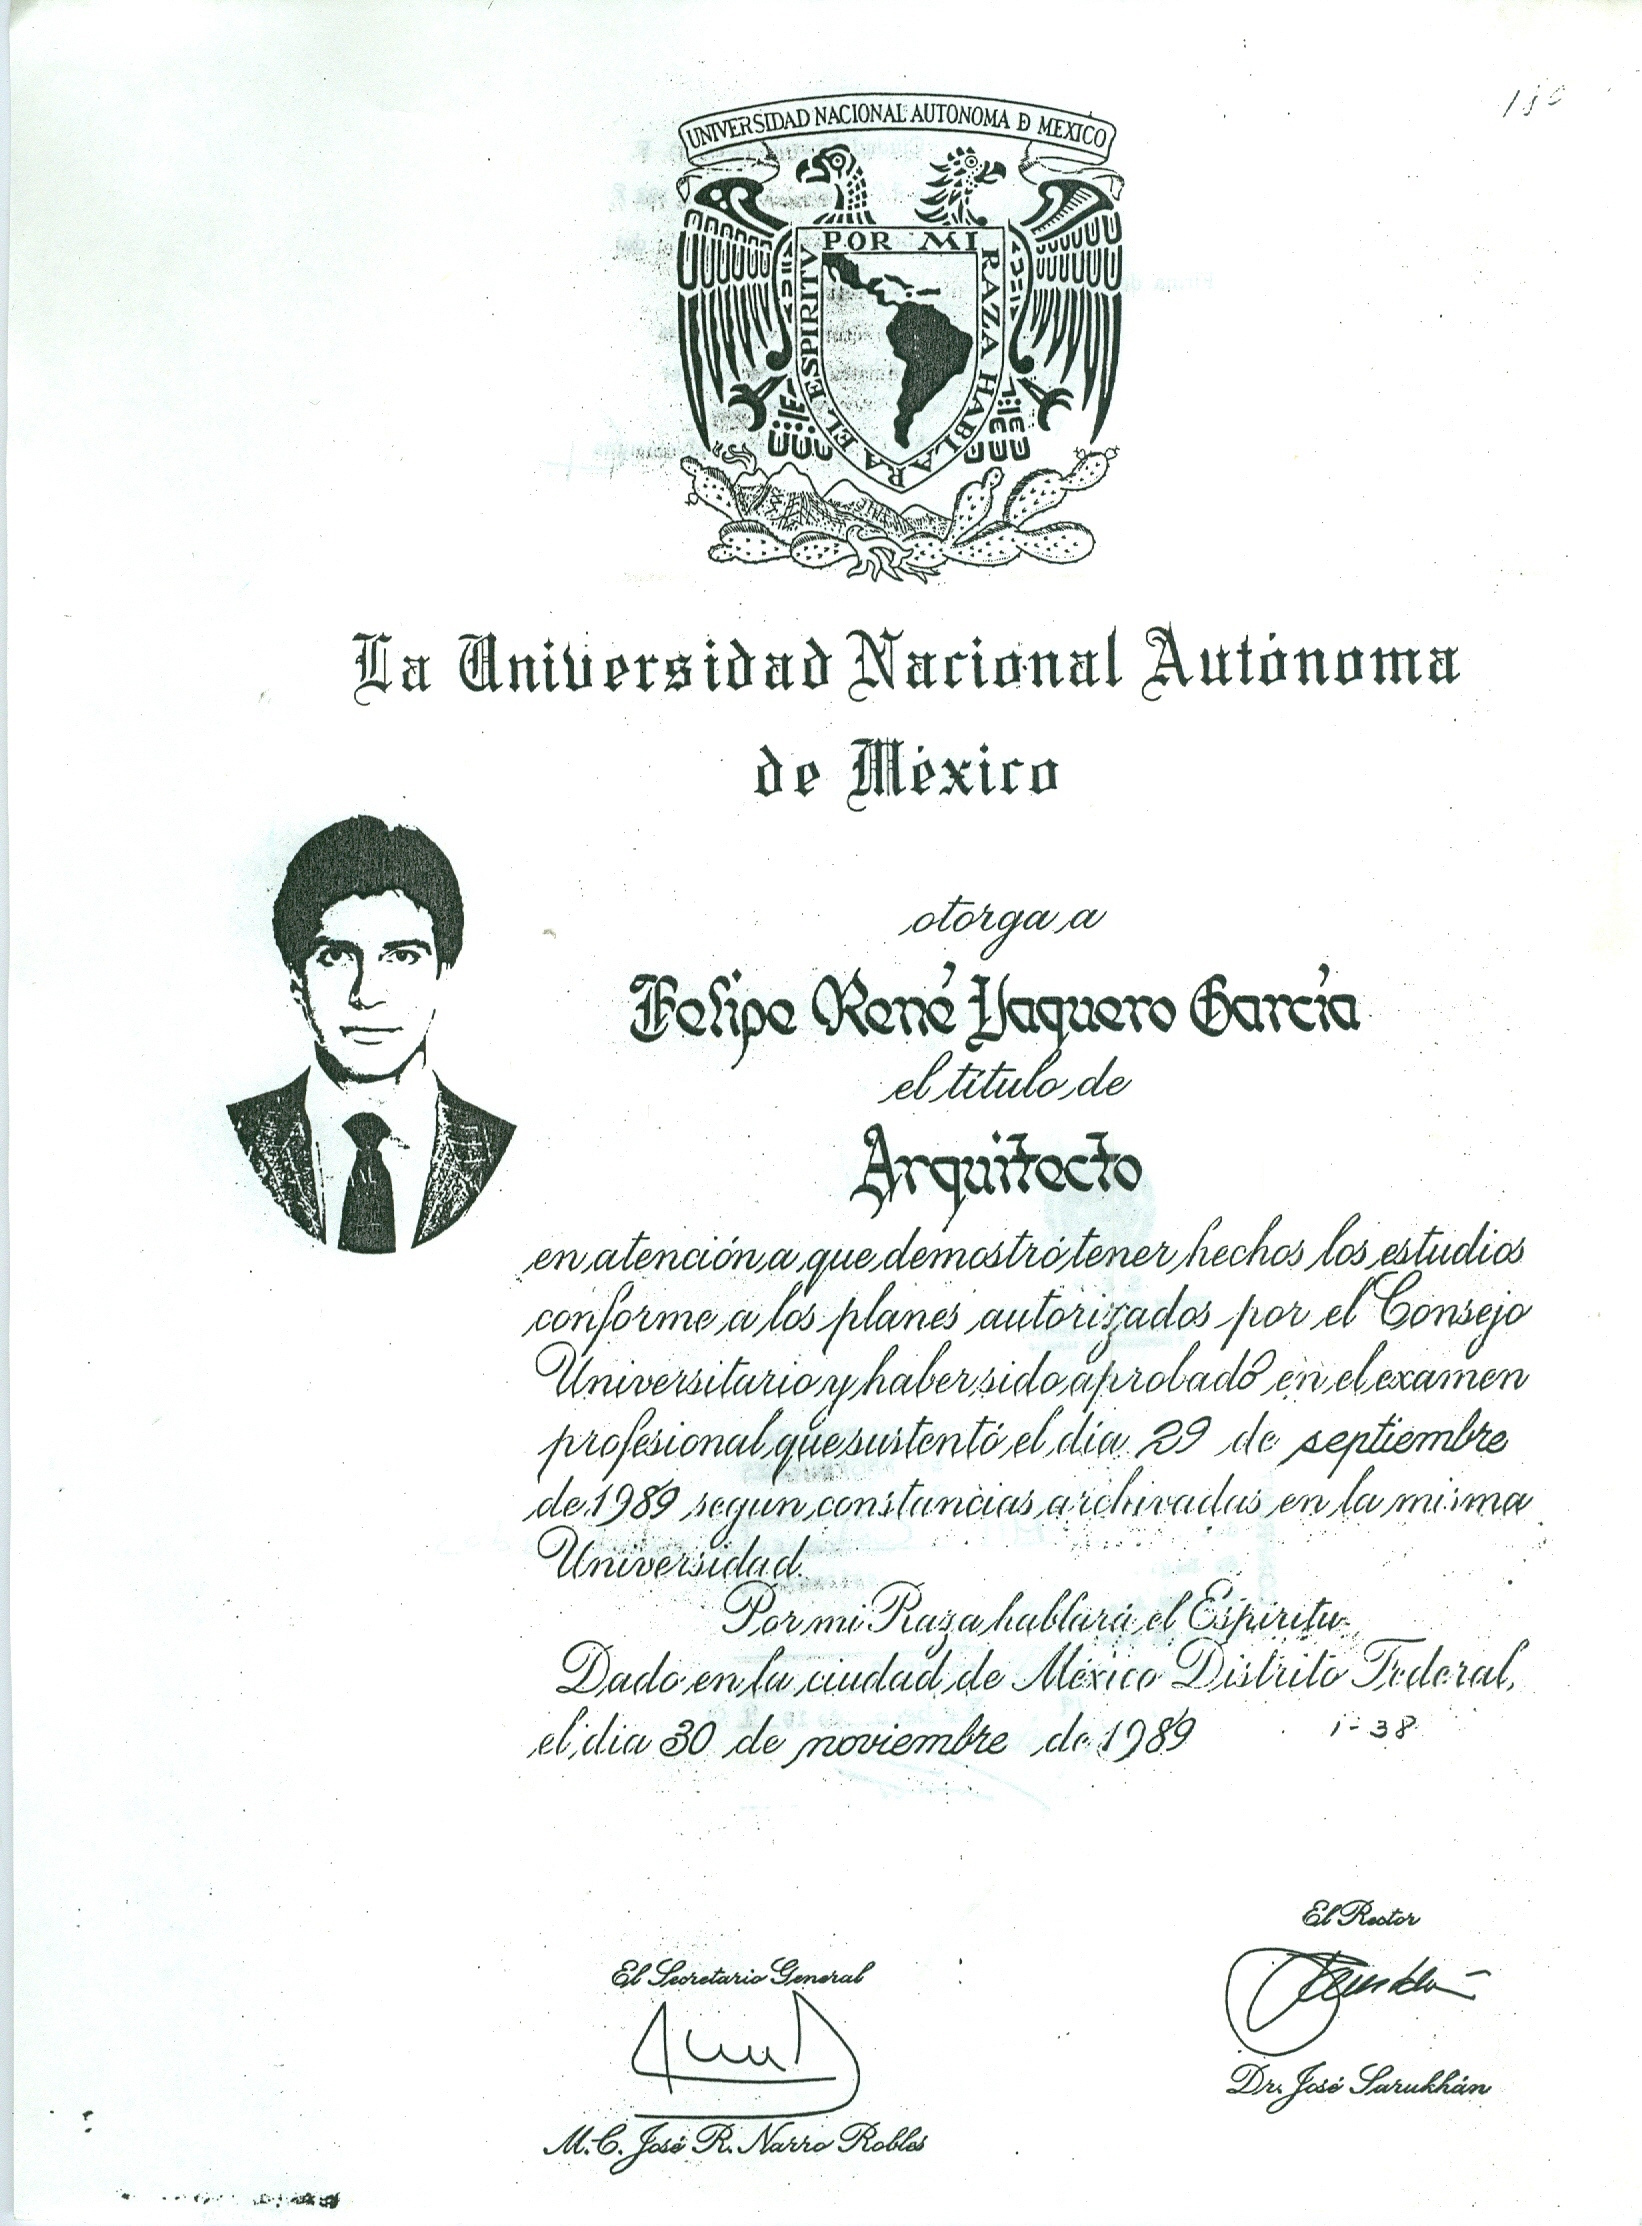 UNIVERSIDAD NACIONAL AUTONOMA D MEXICO
POR MI RAZA HABLARA EL ESPIRITU
La Universidad Nacional Autónoma
de México
otorga a
Felipe René Vaquero García
el título de
Arquitecto
en atención a que demostró tener hechos los estudios
conforme a los planes autorizados por el Consejo
Universitario y haber sido aprobado en el examen
profesional que sustentó el día 29 de septiembre
de 1989 según constancias archivadas en la misma
Universidad.
Por mi Raza hablará el Espíritu
Dado en la ciudad de México Distrito Federal,
el día 30 de noviembre de 1989 1-38
El Rector
El Secretario General
Dr. José Sarukhán
M.C. José R. Narro Robles